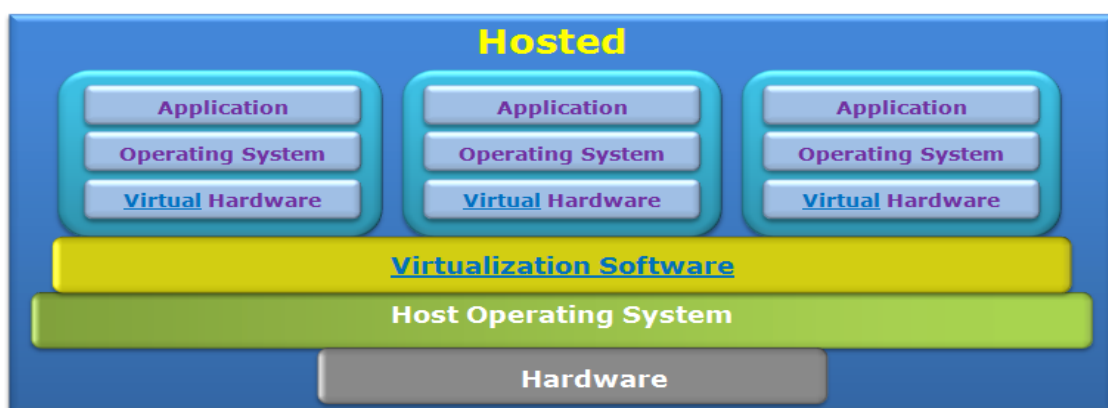 Hosted
Application
Operating System
Virtual Hardware
Application
Operating System
Virtual Hardware
Application
Operating System
Virtual Hardware
Virtualization Software
Host Operating System
Hardware